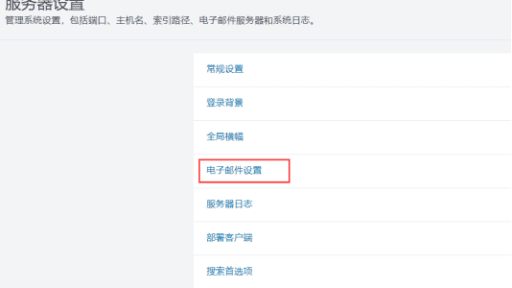 服务器设置
管理系统设置，包括端口、主机名、索引路径、电子邮件服务器和系统日志。
常规设置
登录背景
全局横幅
电子邮件设置
服务器日志
部署客户端
搜索首选项